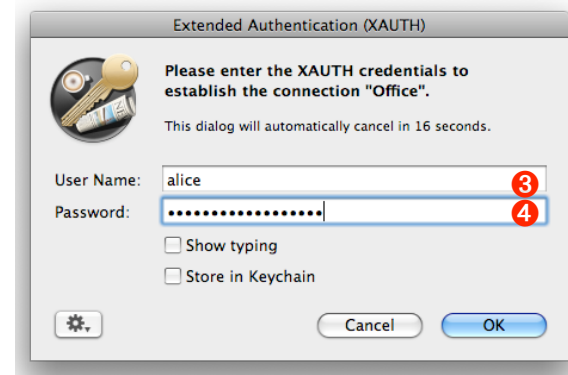 Extended Authentication (XAUTH)
Please enter the XAUTH credentials to
establish the connection "Office".
This dialog will automatically cancel in 16 seconds.
User Name: alice 3
Password: •••••••••••••••••• 4
Show typing
Store in Keychain
Cancel OK